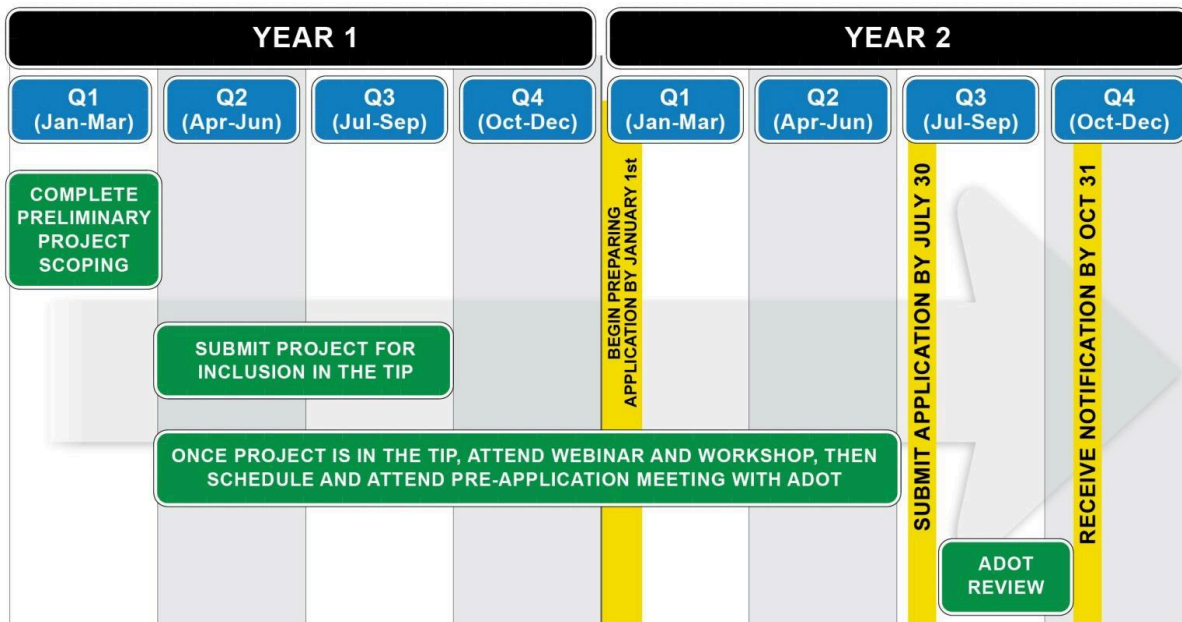 YEAR 1
YEAR 2
Q1
(Jan-Mar)
Q2
(Apr-Jun)
Q3
(Jul-Sep)
Q4
(Oct-Dec)
Q1
(Jan-Mar)
Q2
(Apr-Jun)
Q3
(Jul-Sep)
Q4
(Oct-Dec)
COMPLETE
PRELIMINARY
PROJECT
SCOPING
SUBMIT PROJECT FOR
INCLUSION IN THE TIP
ONCE PROJECT IS IN THE TIP, ATTEND WEBINAR AND WORKSHOP, THEN
SCHEDULE AND ATTEND PRE-APPLICATION MEETING WITH ADOT
BEGIN PREPARING
APPLICATION BY JANUARY 1st
SUBMIT APPLICATION BY JULY 30
ADOT
REVIEW
RECEIVE NOTIFICATION BY OCT 31